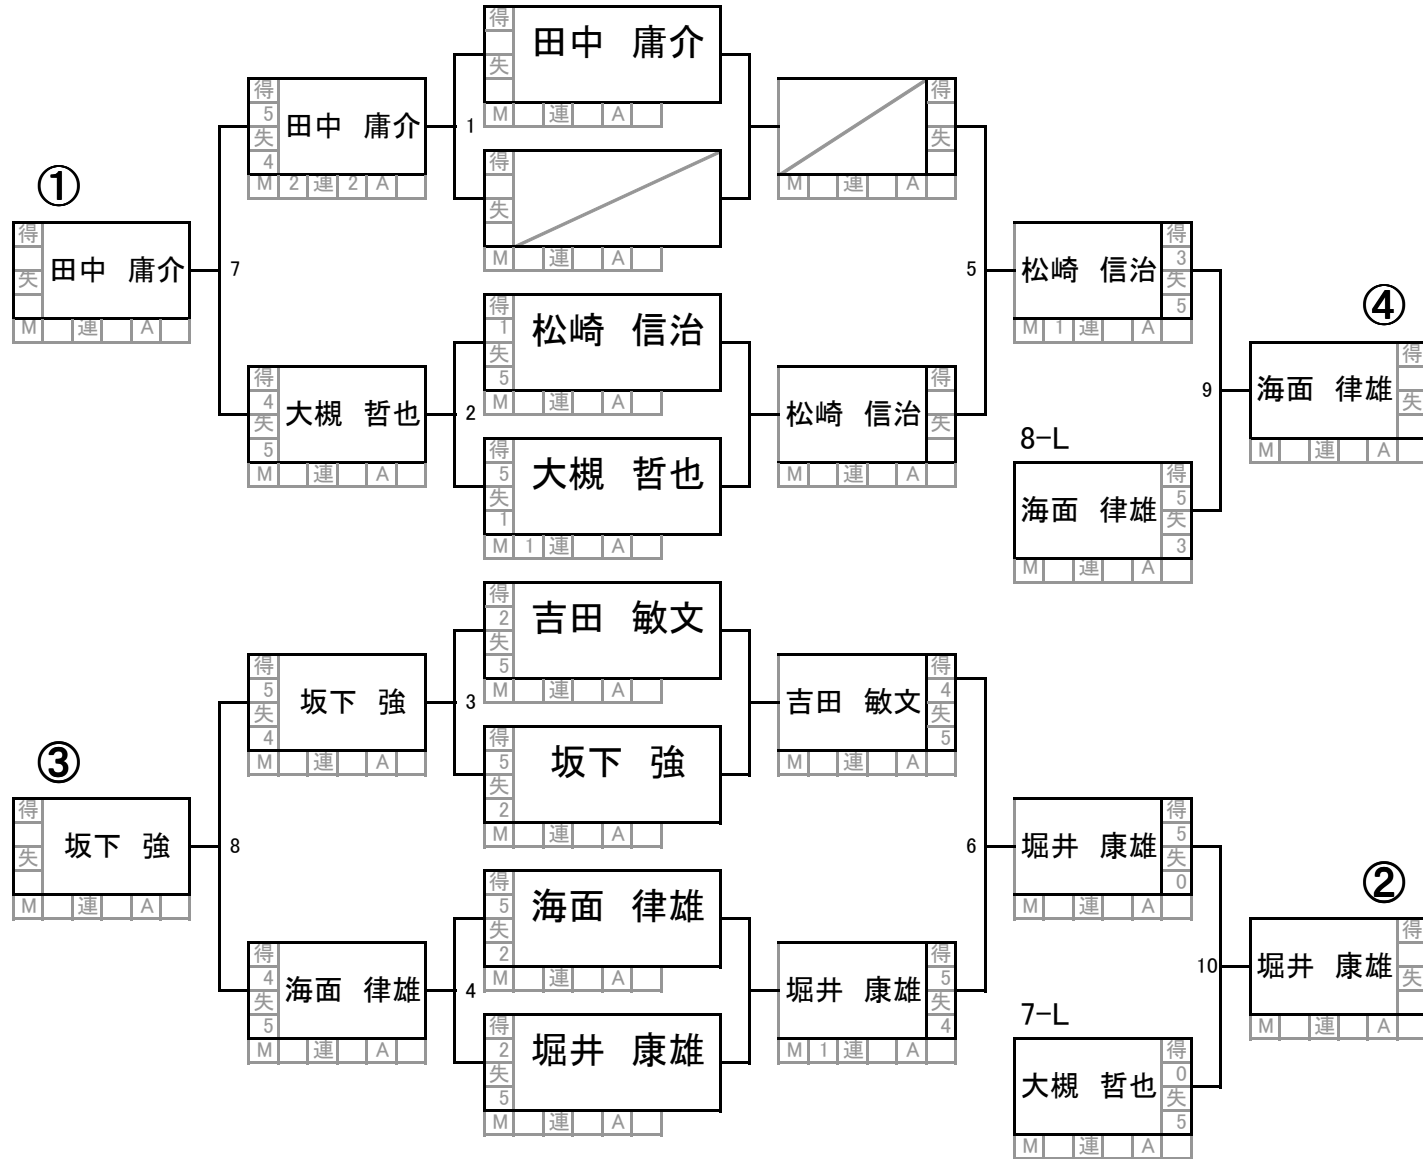 ①
得
失
田中 庸介
M 連 A
得
5
失
4
田中 庸介
M 2 連 2 A
7
得
4
失
5
大槻 哲也
M 連 A
1
得
失
田中 庸介
M 連 A
得
失
M 連 A
2
得
1
失
5
松崎 信治
M 連 A
得
5
失
1
大槻 哲也
M 1 連 A
得
失
M 連 A
松崎 信治
得
失
M 連 A
5
松崎 信治
得
3
失
5
M 1 連 A
8-L
海面 律雄
得
5
失
3
M 連 A
9
④
海面 律雄
得
失
M 連 A
③
得
失
坂下 強
M 連 A
8
得
5
失
4
坂下 強
M 連 A
得
4
失
5
海面 律雄
M 連 A
3
得
2
失
5
吉田 敏文
M 連 A
得
5
失
2
坂下 強
M 連 A
4
得
5
失
2
海面 律雄
M 連 A
得
2
失
5
堀井 康雄
M 連 A
吉田 敏文
得
4
失
5
M 連 A
堀井 康雄
得
5
失
4
M 1 連 A
6
堀井 康雄
得
5
失
0
M 連 A
7-L
大槻 哲也
得
0
失
5
M 連 A
10
②
堀井 康雄
得
失
M 連 A